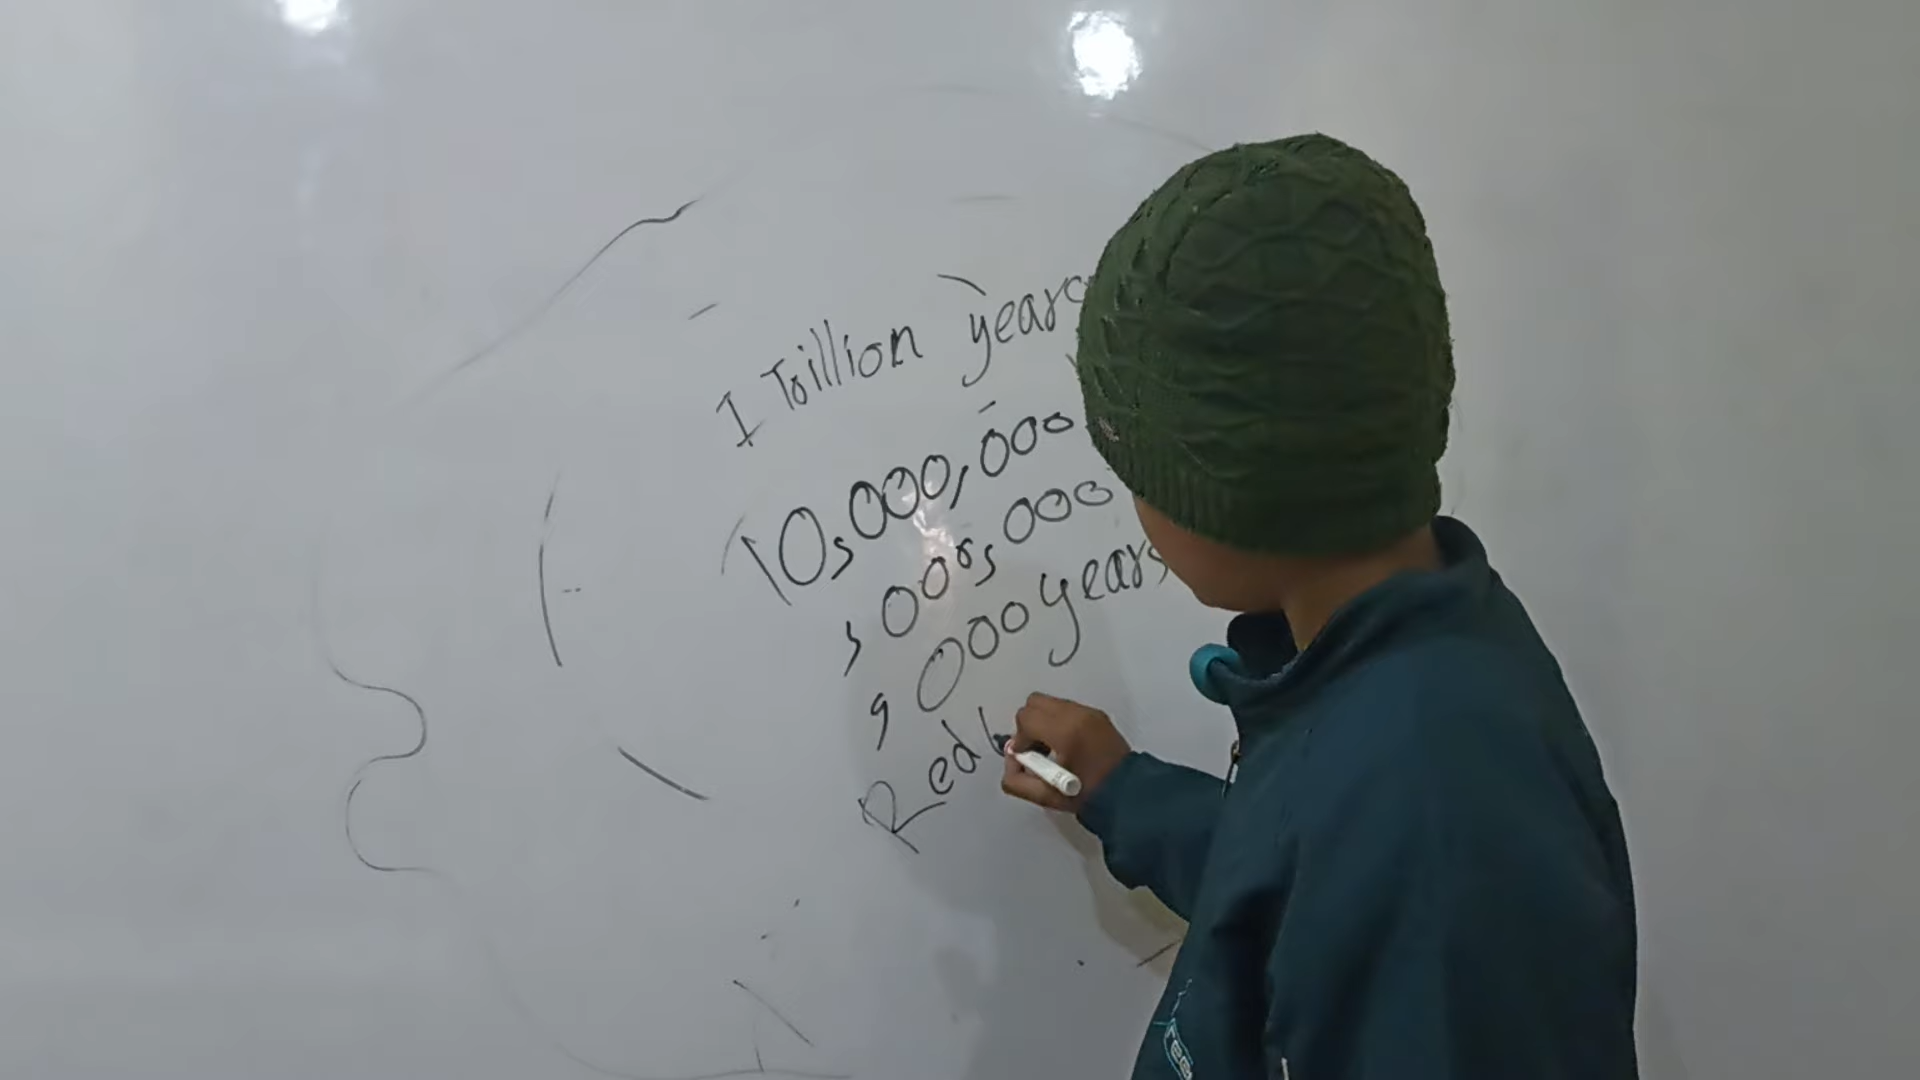 1 Trillion years
10,000,000
,000,000
,000 years
Red